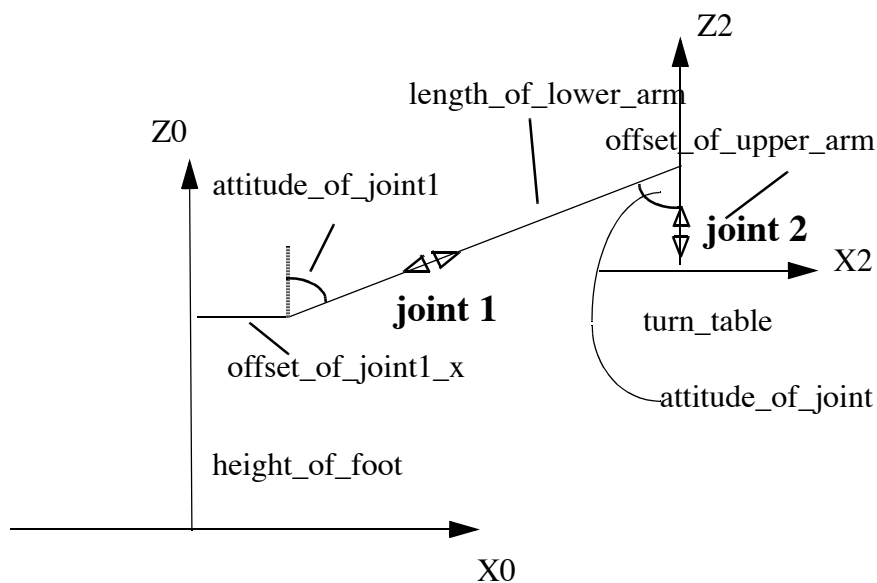 Z2
length_of_lower_arm
Z0
offset_of_upper_arm
attitude_of_joint1
joint 2
X2
joint 1
turn_table
offset_of_joint1_x
attitude_of_joint
height_of_foot
X0